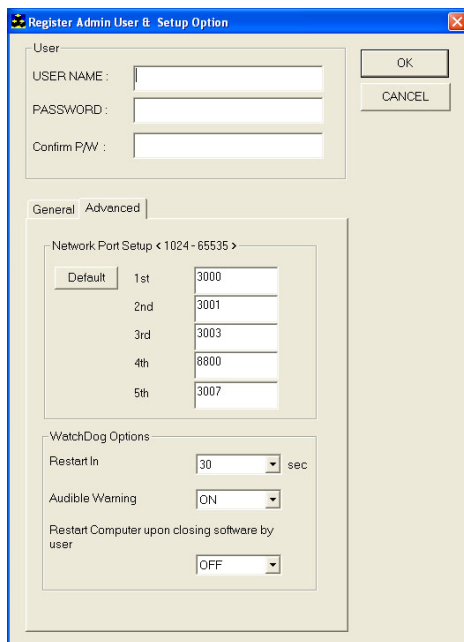 Register Admin User & Setup Option
User
USER NAME :
OK
PASSWORD :
CANCEL
Confirm P/W :
General Advanced
Network Port Setup < 1024 - 65535 >
Default 1st 3000
2nd 3001
3rd 3003
4th 8800
5th 3007
WatchDog Options
Restart In 30 sec
Audible Warning ON
Restart Computer upon closing software by
user
OFF